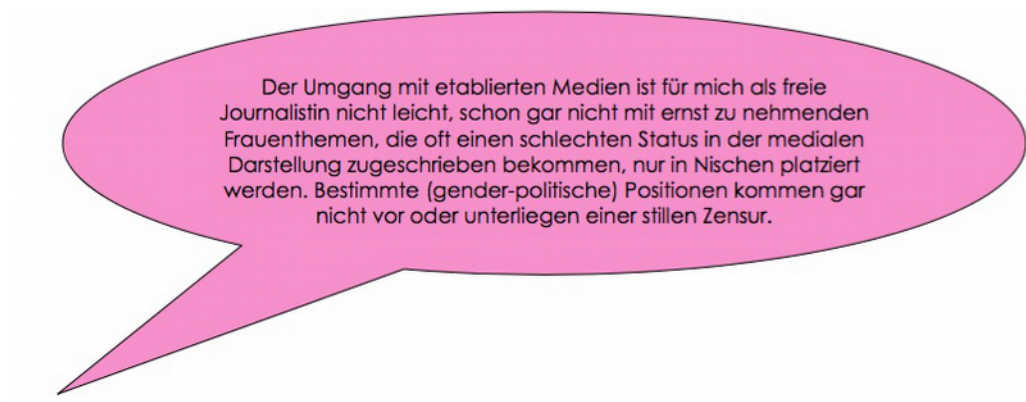 Der Umgang mit etablierten Medien ist für mich als freie
Journalistin nicht leicht, schon gar nicht mit ernst zu nehmenden
Frauenthemen, die oft einen schlechten Status in der medialen
Darstellung zugeschrieben bekommen, nur in Nischen platziert
werden. Bestimmte (gender-politische) Positionen kommen gar
nicht vor oder unterliegen einer stillen Zensur.